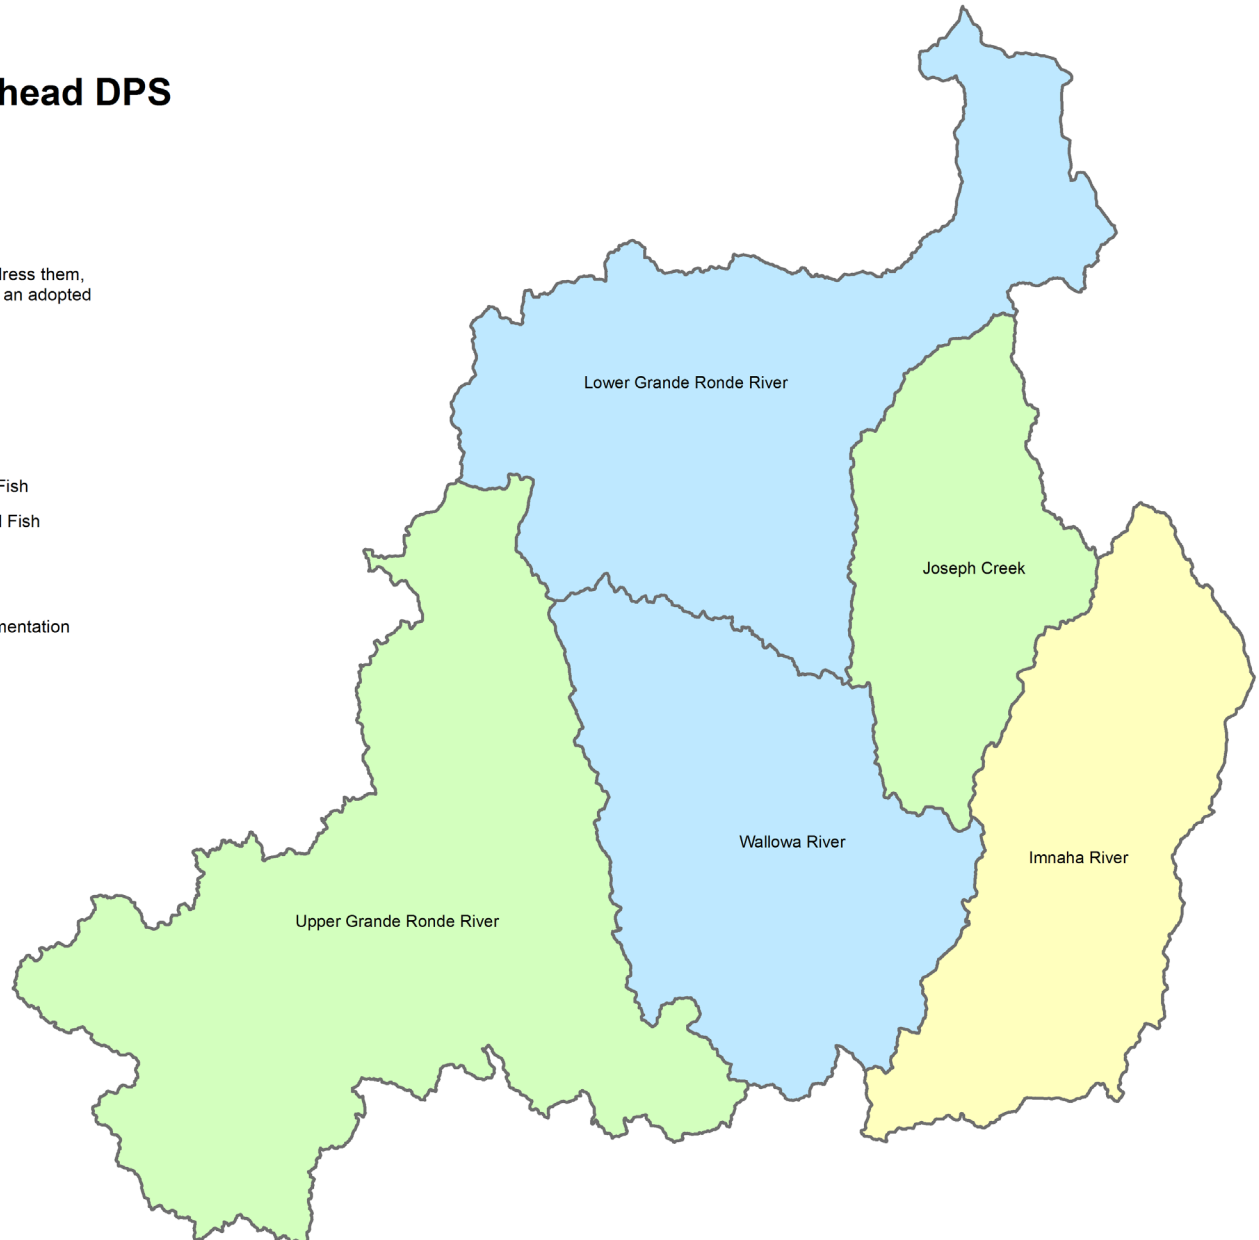 head DPS
ress them,
an adopted
Fish
Fish
mentation
Lower Grande Ronde River
Joseph Creek
Wallowa River
Imnaha River
Upper Grande Ronde River